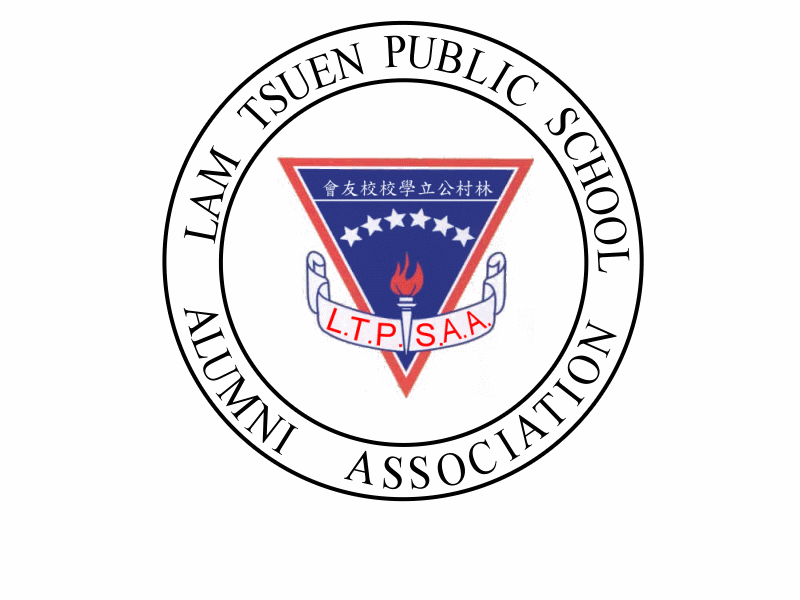 LAM TSUEN PUBLIC SCHOOL
會友校校學立公村林
L.T.P. S.A.A.
ALUMNI ASSOCIATION